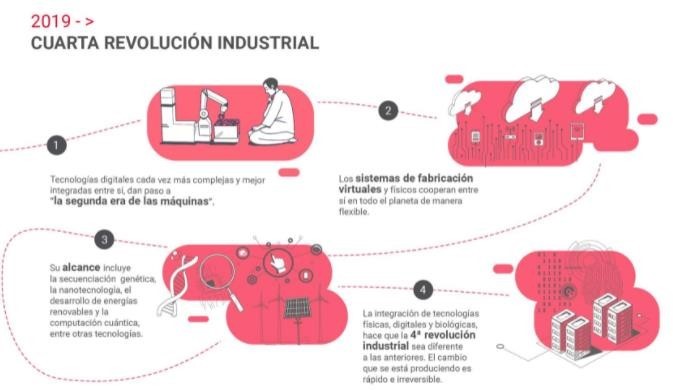 2019 - >
CUARTA REVOLUCIÓN INDUSTRIAL
1
Tecnologías digitales cada vez más complejas y mejor
integradas entre sí, dan paso a
"la segunda era de las máquinas".
2
Los sistemas de fabricación
virtuales y físicos cooperan entre
sí en todo el planeta de manera
flexible.
3
Su alcance incluye
la secuenciación genética,
la nanotecnología, el
desarrollo de energías
renovables y la
computación cuántica,
entre otras tecnologías.
4
La integración de tecnologías
físicas, digitales y biológicas,
hace que la 4ª revolución
industrial sea diferente
a las anteriores. El cambio
que se está produciendo es
rápido e irreversible.